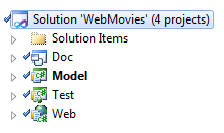 Solution 'WebMovies' (4 projects)
Solution Items
Doc
Model
Test
Web